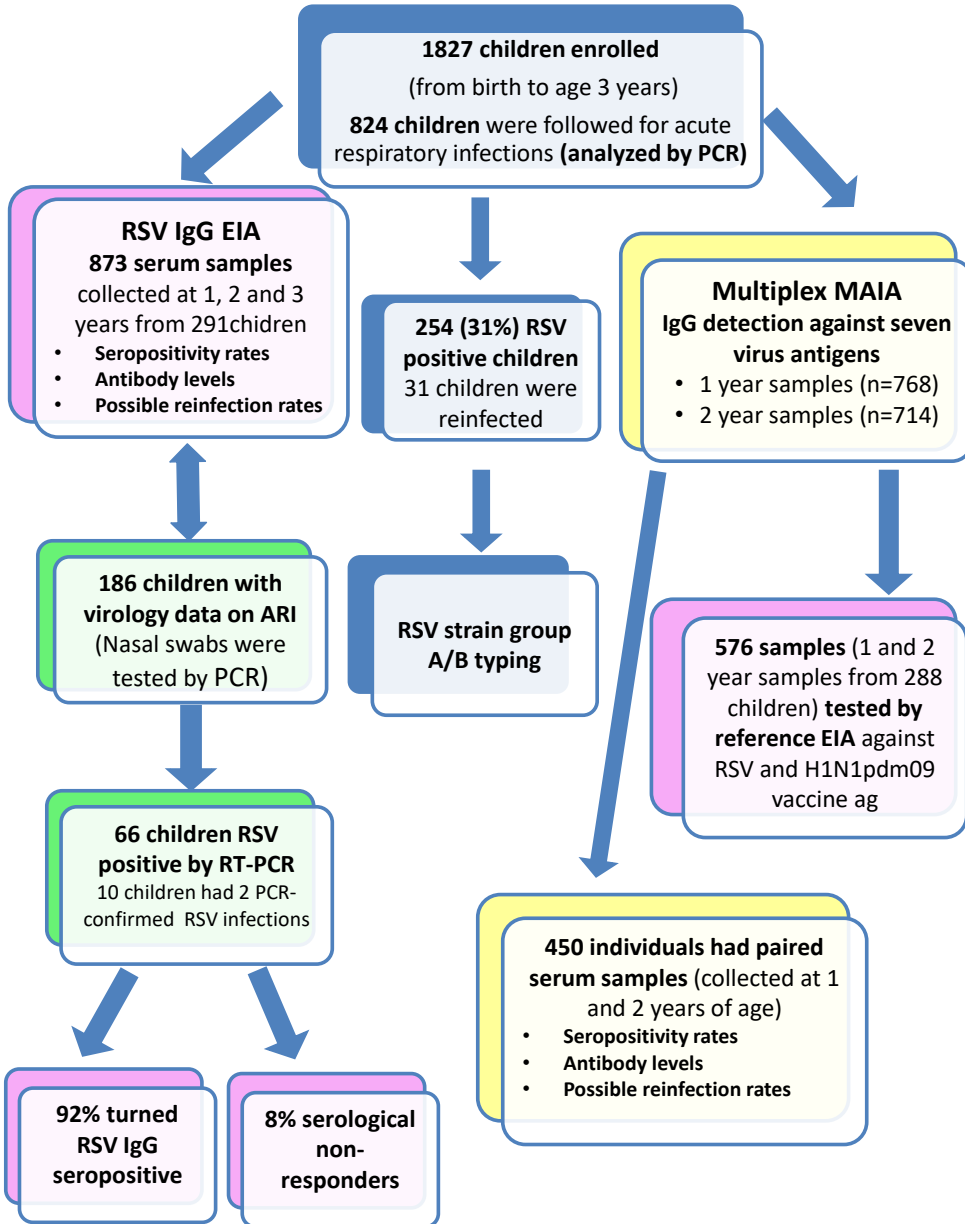 1827 children enrolled
(from birth to age 3 years)
824 children were followed for acute
respiratory infections (analyzed by PCR)
RSV IgG EIA
873 serum samples
collected at 1, 2 and 3
years from 291chidren
• Seropositivity rates
• Antibody levels
• Possible reinfection rates
254 (31%) RSV
positive children
31 children were
reinfected
Multiplex MAIA
IgG detection against seven
virus antigens
• 1 year samples (n=768)
• 2 year samples (n=714)
186 children with
virology data on ARI
(Nasal swabs were
tested by PCR)
RSV strain group
A/B typing
576 samples (1 and 2
year samples from 288
children) tested by
reference EIA against
RSV and H1N1pdm09
vaccine ag
66 children RSV
positive by RT-PCR
10 children had 2 PCR-
confirmed RSV infections
450 individuals had paired
serum samples (collected at 1
and 2 years of age)
• Seropositivity rates
• Antibody levels
• Possible reinfection rates
92% turned
RSV IgG
seropositive
8% serological
non-
responders